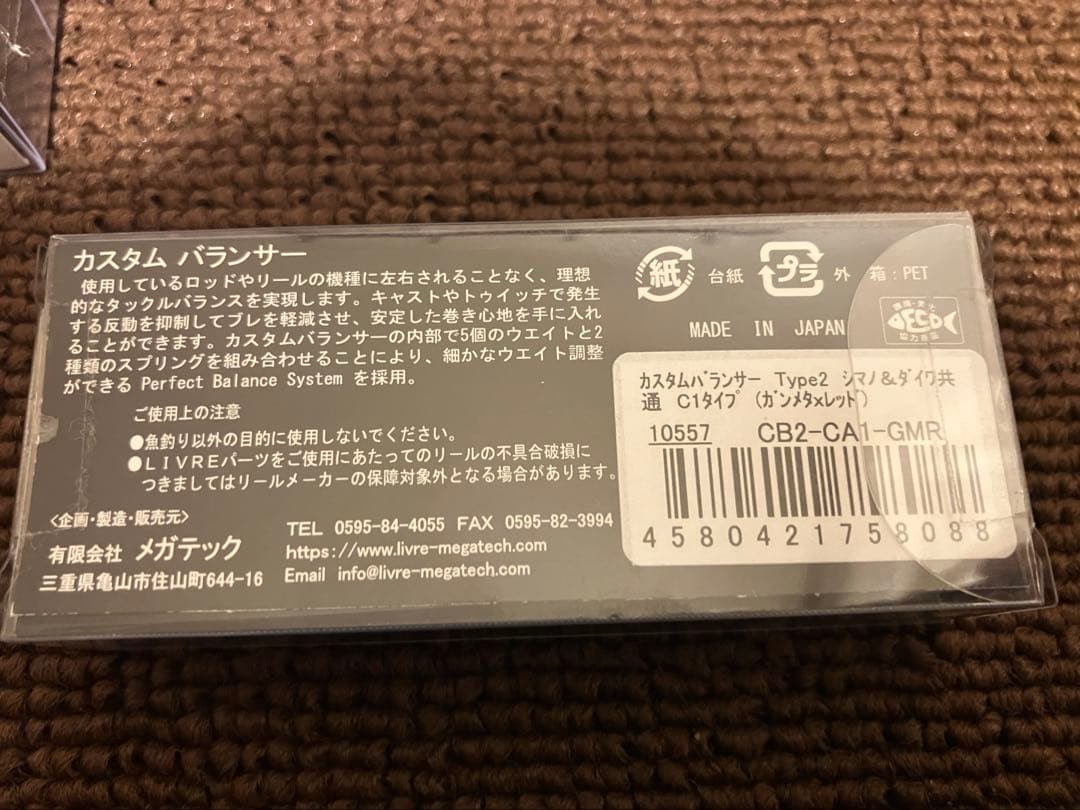 カスタム バランサー
使用しているロッドやリールの機種に左右されることなく、理想
的なタックルバランスを実現します。キャストやトゥイッチで発生
する反動を抑制してブレを軽減させ、安定した巻き心地を手に入れ
ることができます。カスタムバランサーの内部で5個のウエイトと2
種類のスプリングを組み合わせることにより、細かなウエイト調整
ができる Perfect Balance System を採用。
ご使用上の注意
●魚釣り以外の目的に使用しないでください。
●LIVREパーツをご使用にあたってのリールの不具合破損に
つきましてはリールメーカーの保障対象外となる場合があります。
<企画・製造・販売元>
有限会社 メガテック
三重県亀山市住山町644-16
TEL 0595-84-4055 FAX 0595-82-3994
https://www.livre-megatech.com
Email info@livre-megatech.com
紙 台紙 プラ 外 箱:PET
MADE IN JAPAN
カスタムバランサー Type2 シマノ&ダイワ共
通 C1タイプ (ガンメタxレッド)
10557 CB2-CA1-GMR
4580421758088